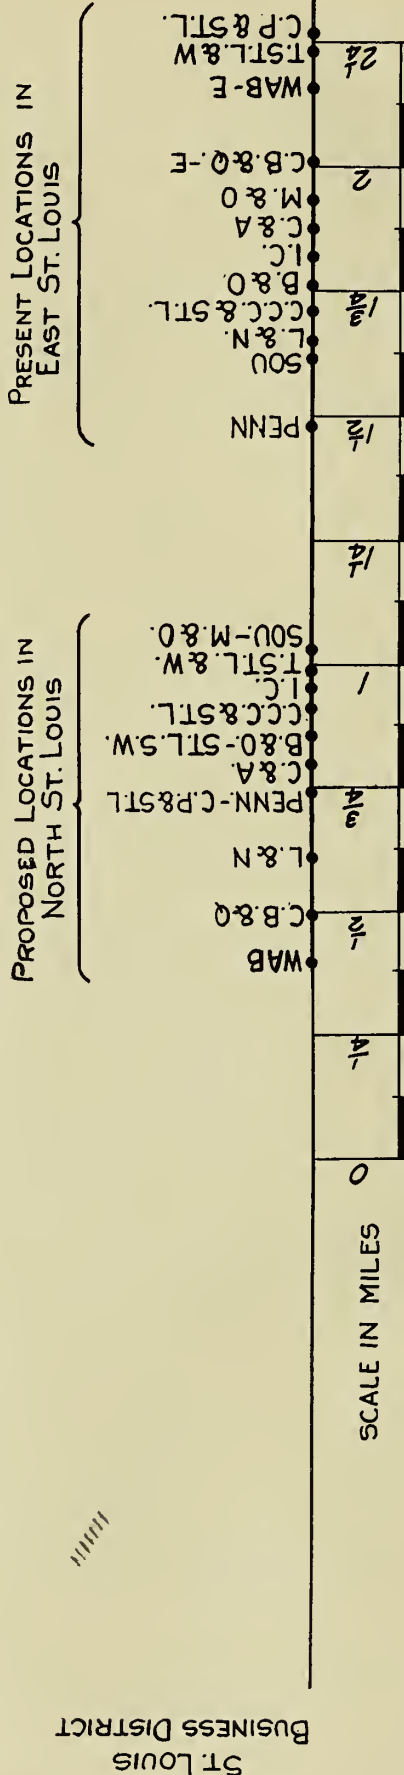 ST. LOUIS
BUSINESS DISTRICT
PROPOSED LOCATIONS IN
NORTH ST. LOUIS
WAB
C.B.&Q
L.&N
PENN-C.P.&ST.L
C.&A.
B.&O-ST.L.S.W.
C.C.C.&ST.L.
I.C.
T.ST.L.&W.
SOU-M.&O.
PRESENT LOCATIONS IN
EAST ST. LOUIS
PENN
SOU
L.&N.
C.C.C.&ST.L.
B.&O.
I.C.
C.&A
M.&O
C.B.&Q.-E
WAB-E
T.ST.L.&W
C.P.&ST.L.
SCALE IN MILES
0
1/4
1/2
3/4
1
1 1/4
1 1/2
1 3/4
2
2 1/4